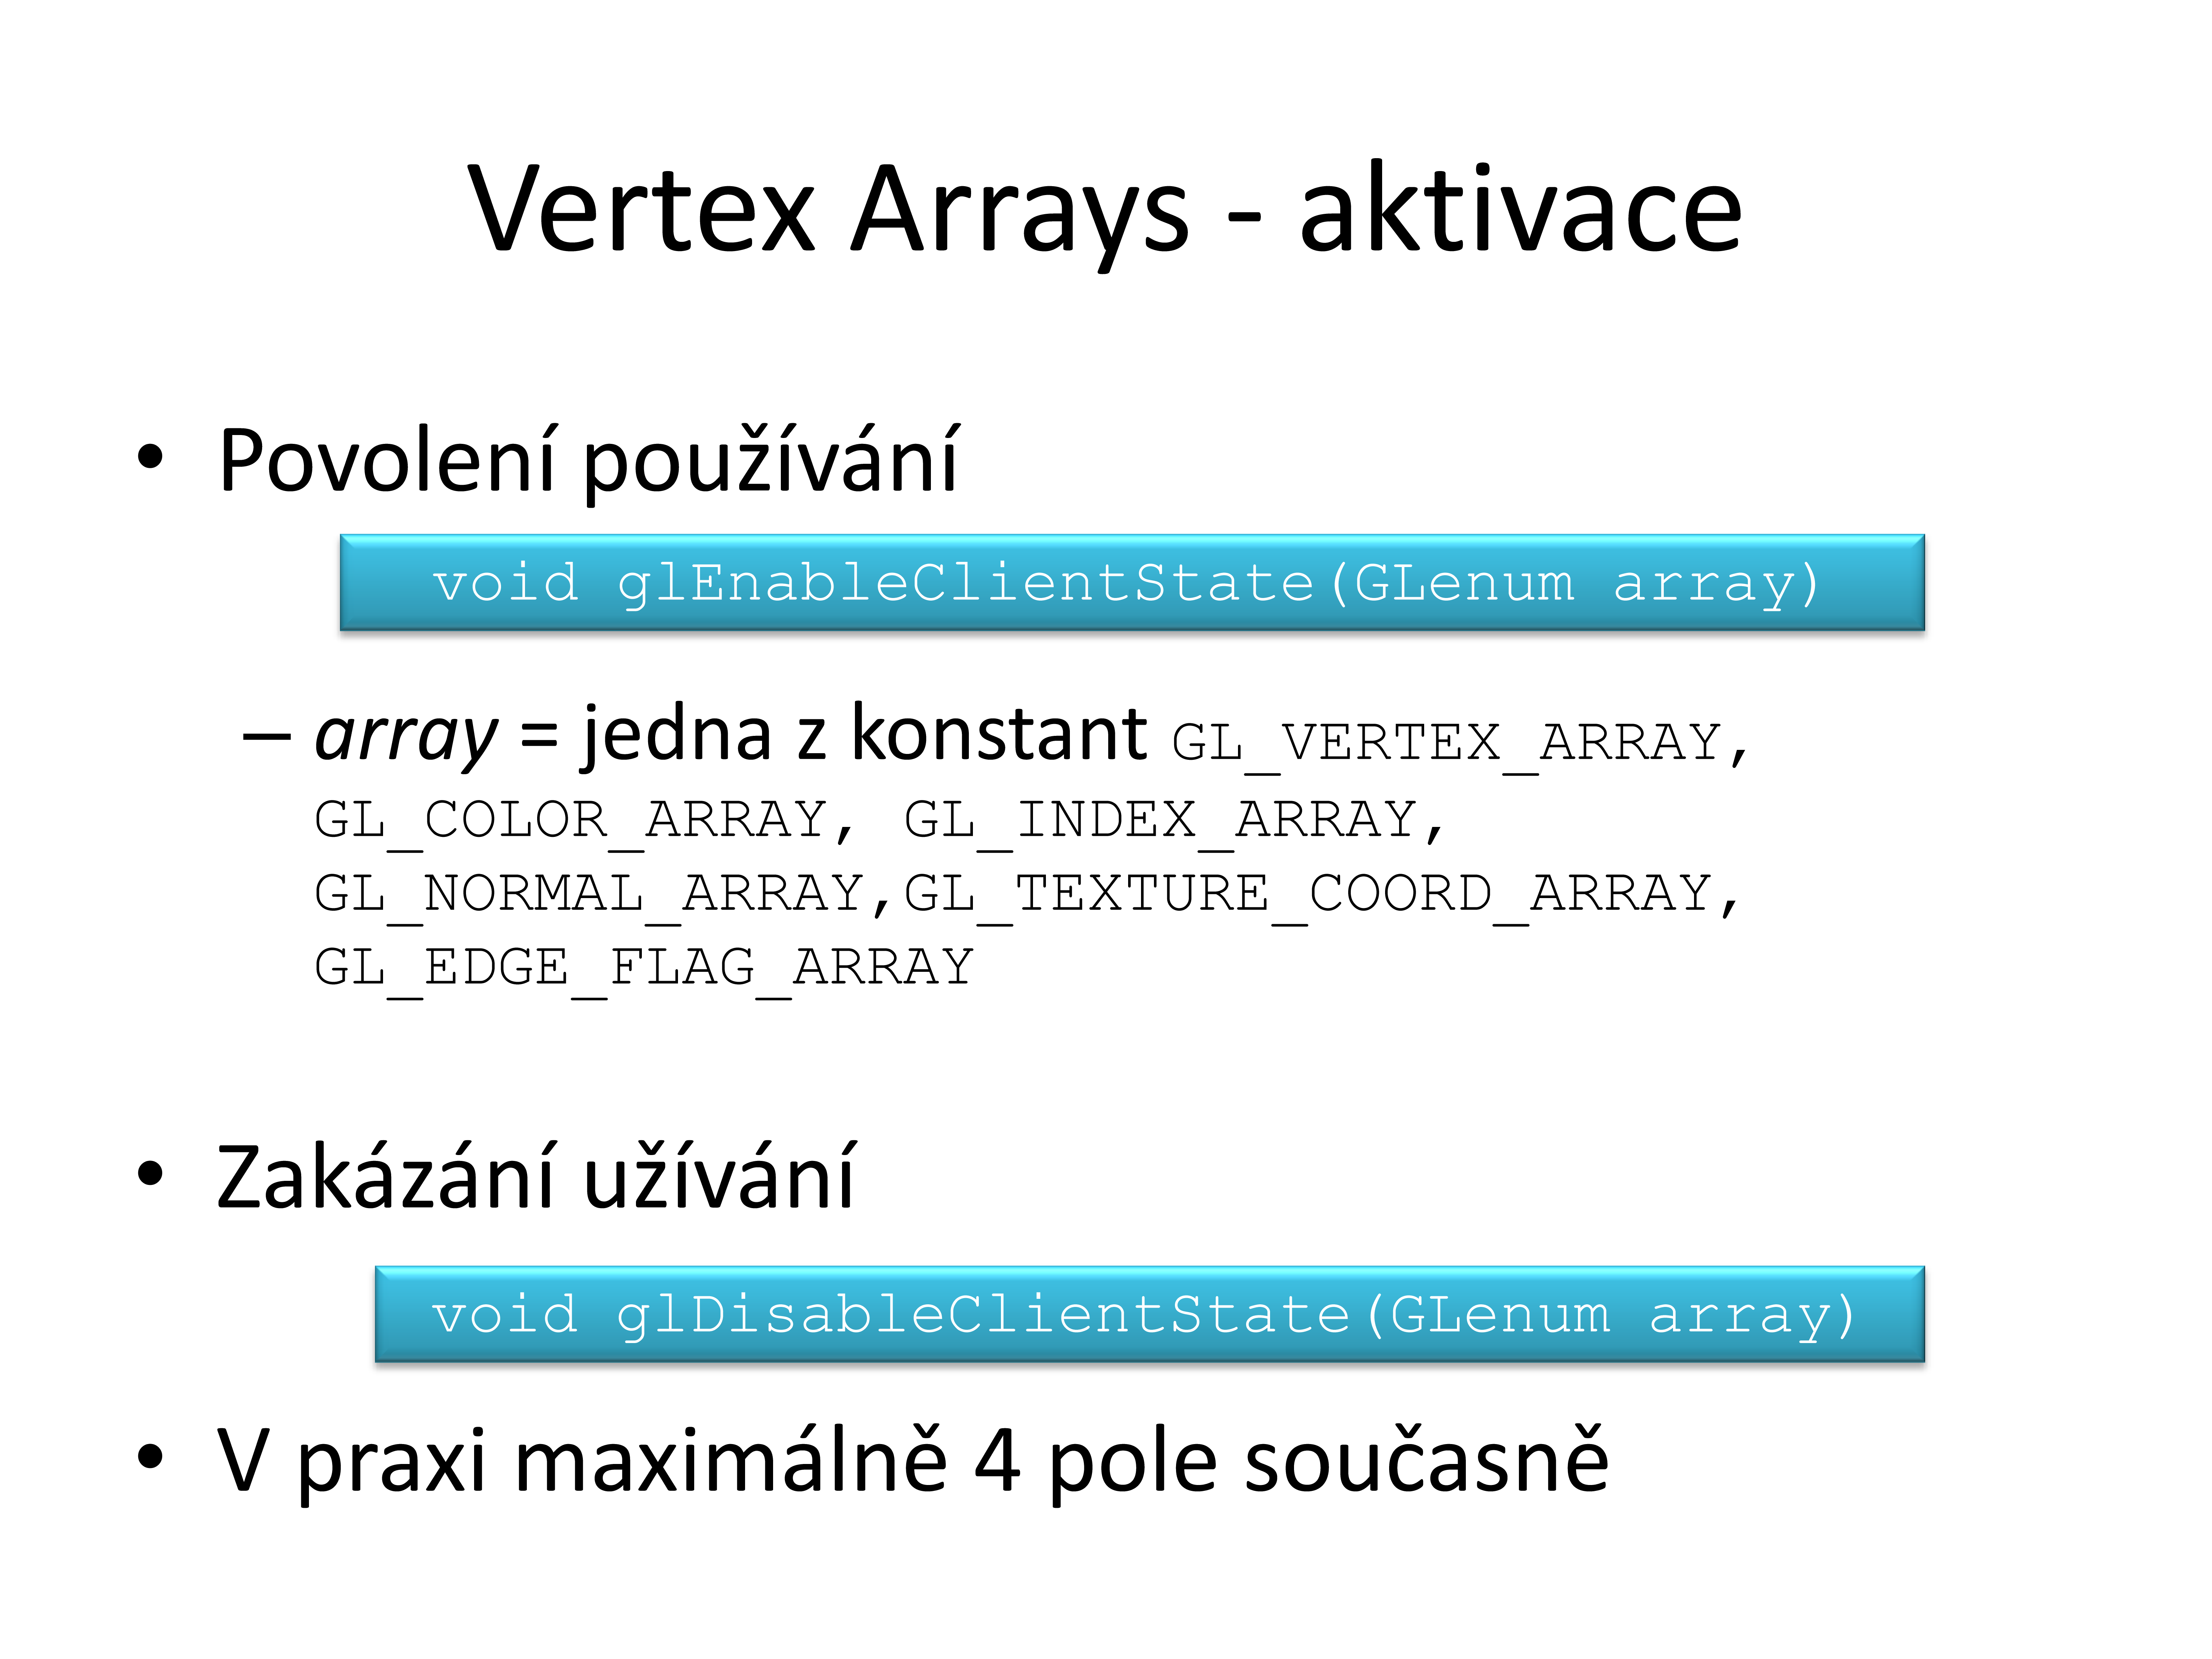 Vertex Arrays - aktivace
• Povolení používání
void glEnableClientState(GLenum array)
– array = jedna z konstant GL_VERTEX_ARRAY,
GL_COLOR_ARRAY, GL_INDEX_ARRAY,
GL_NORMAL_ARRAY,GL_TEXTURE_COORD_ARRAY,
GL_EDGE_FLAG_ARRAY
• Zakázání užívání
void glDisableClientState(GLenum array)
• V praxi maximálně 4 pole současně